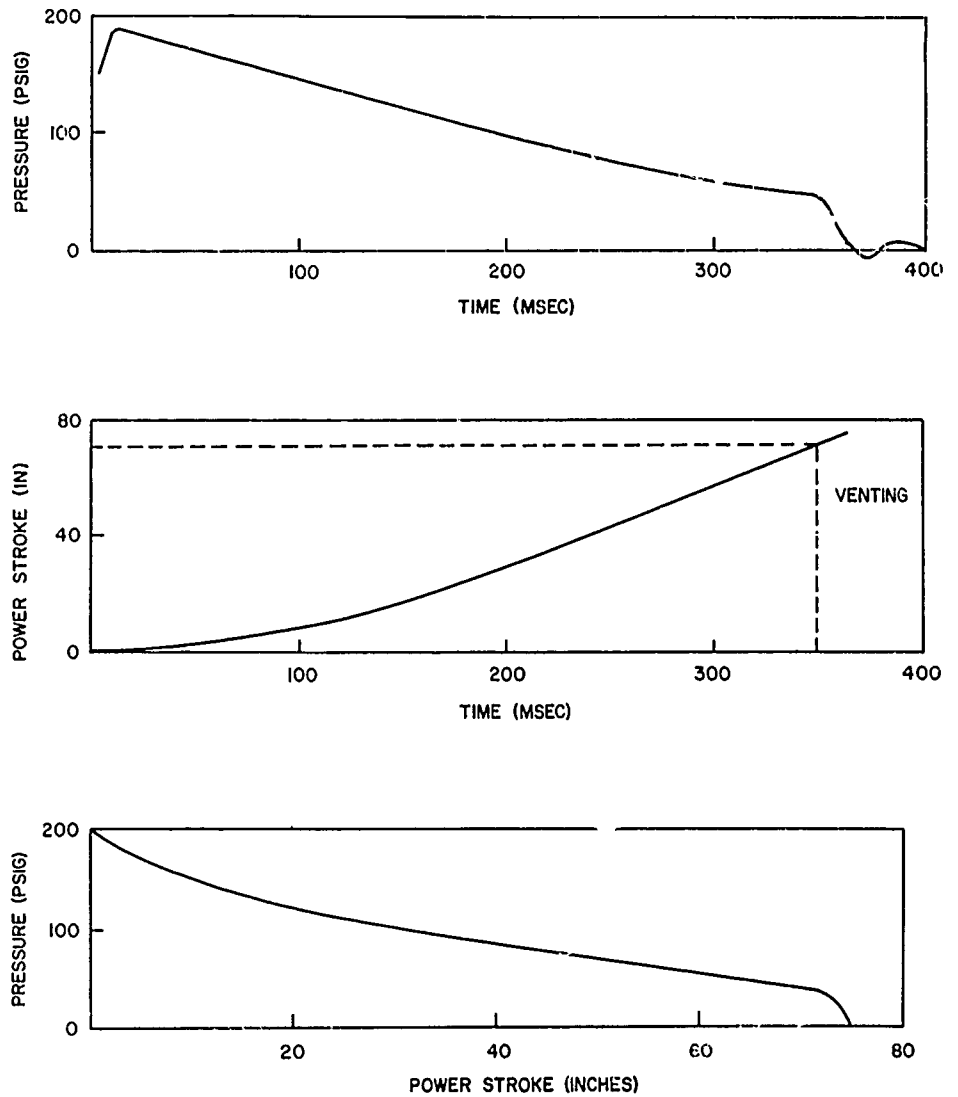 200
100
0
PRESSURE (PSIG)
100 200 300 400
TIME (MSEC)
80
40
0
POWER STROKE (IN)
VENTING
100 200 300 400
TIME (MSEC)
200
100
0
PRESSURE (PSIG)
20 40 60 80
POWER STROKE (INCHES)